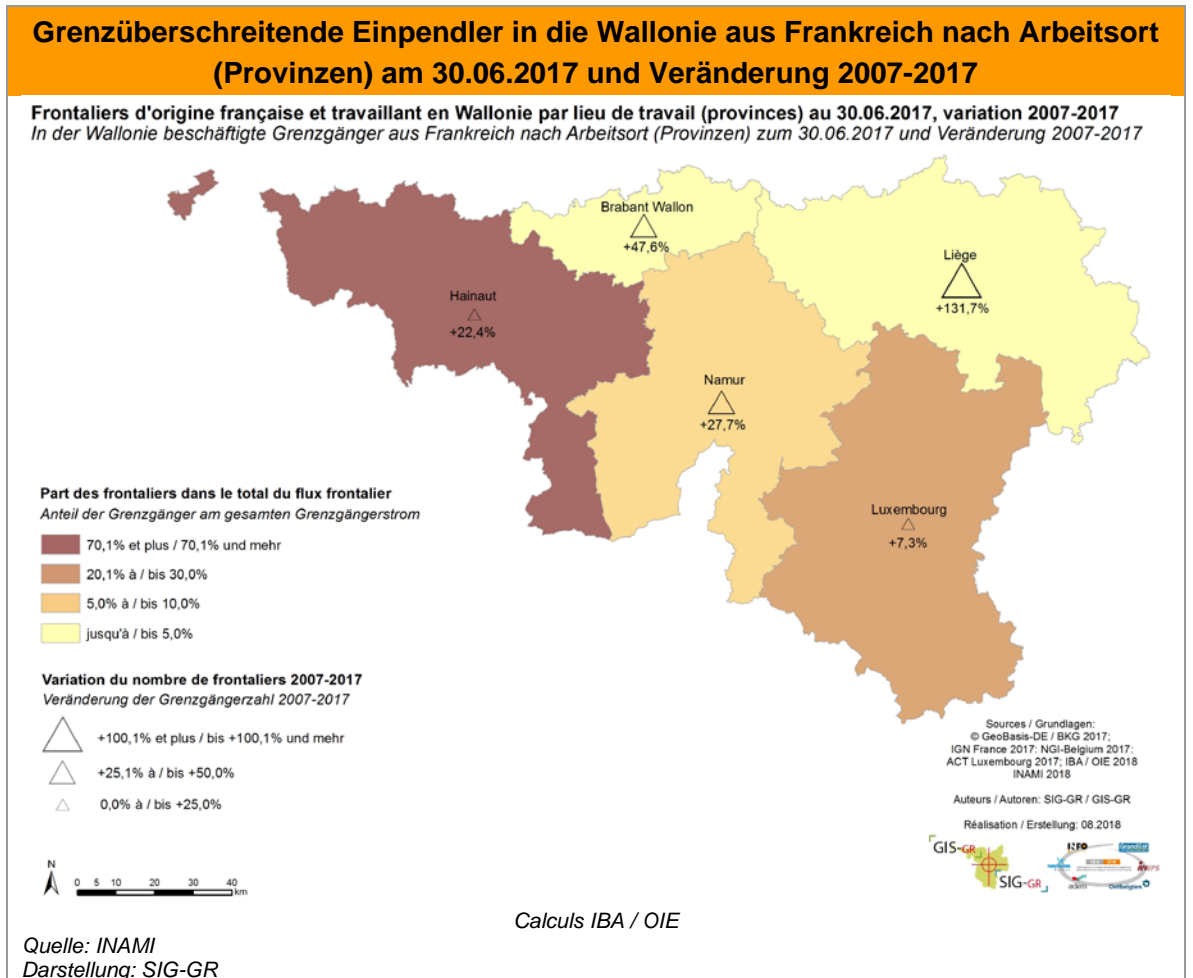 Grenzüberschreitende Einpendler in die Wallonie aus Frankreich nach Arbeitsort
(Provinzen) am 30.06.2017 und Veränderung 2007-2017
Frontaliers d'origine française et travaillant en Wallonie par lieu de travail (provinces) au 30.06.2017, variation 2007-2017
In der Wallonie beschäftigte Grenzgänger aus Frankreich nach Arbeitsort (Provinzen) zum 30.06.2017 und Veränderung 2007-2017
Brabant Wallon
+47,6%
Liège
+131,7%
Hainaut
+22,4%
Namur
+27,7%
Luxembourg
+7,3%
Part des frontaliers dans le total du flux frontalier
Anteil der Grenzgänger am gesamten Grenzgängerstrom
70,1% et plus / 70,1% und mehr
20,1% à / bis 30,0%
5,0% à / bis 10,0%
jusqu'à / bis 5,0%
Variation du nombre de frontaliers 2007-2017
Veränderung der Grenzgängerzahl 2007-2017
+100,1% et plus / bis +100,1% und mehr
+25,1% à / bis +50,0%
0,0% à / bis +25,0%
N
0 5 10 20 30 40
km
Sources / Grundlagen:
© GeoBasis-DE / BKG 2017;
IGN France 2017: NGI-Belgium 2017:
ACT Luxembourg 2017; IBA / OIE 2018
INAMI 2018
Auteurs / Autoren: SIG-GR / GIS-GR
Réalisation / Erstellung: 08.2018
GIS-GR
SIG-GR
INFO
GrandEst
adem
Ostbelgien
Calculs IBA / OIE
Quelle: INAMI
Darstellung: SIG-GR